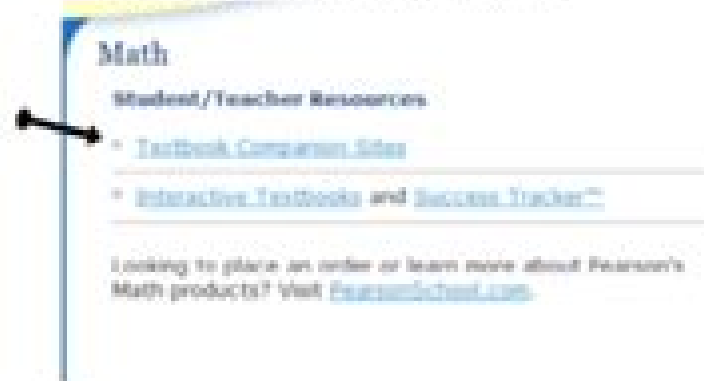 Math
Student/Teacher Resources
Textbook Companion Sites
Interactive Textbooks and Success Tracker™
Looking to place an order or learn more about Pearson's
Math products? Visit PearsonSchool.com.